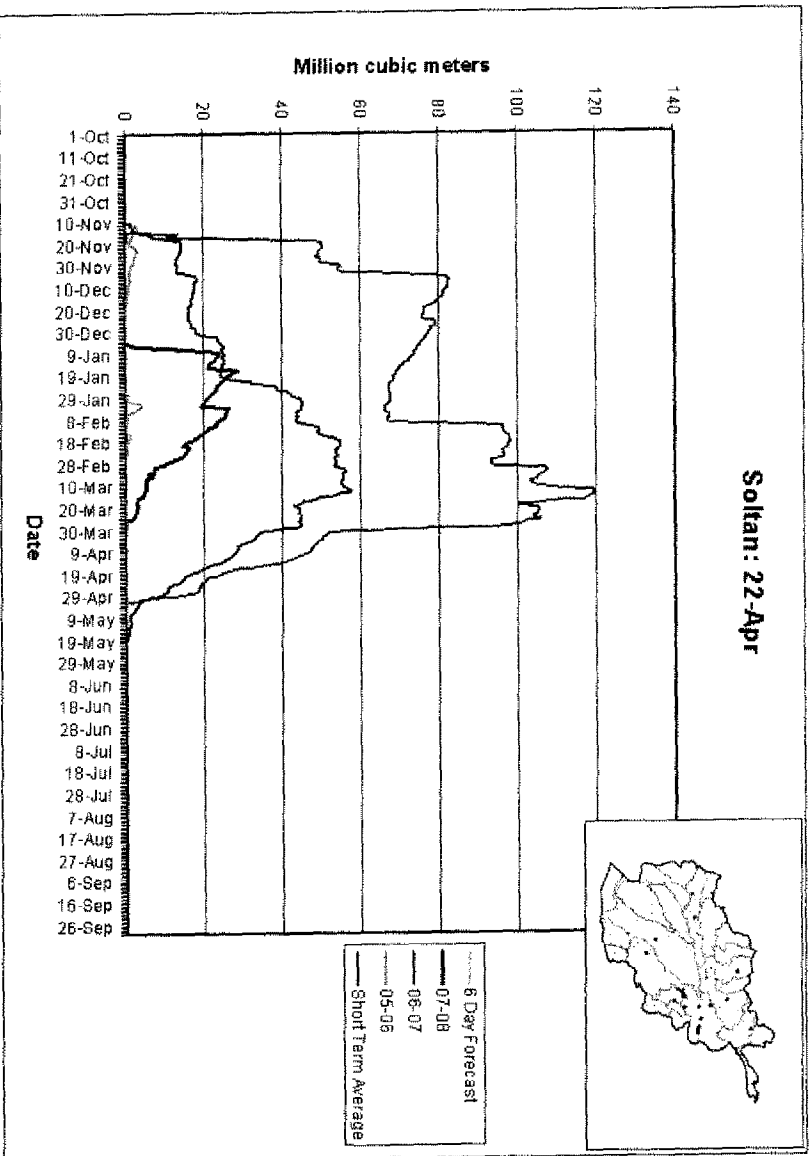 Soltan: 22-Apr
Million cubic meters
140
120
100
80
60
40
20
0
1-Oct
11-Oct
21-Oct
31-Oct
10-Nov
20-Nov
30-Nov
10-Dec
20-Dec
30-Dec
9-Jan
19-Jan
29-Jan
8-Feb
18-Feb
28-Feb
10-Mar
20-Mar
30-Mar
9-Apr
19-Apr
29-Apr
9-May
19-May
29-May
8-Jun
18-Jun
28-Jun
8-Jul
18-Jul
28-Jul
7-Aug
17-Aug
27-Aug
6-Sep
16-Sep
26-Sep
Date
6 Day Forecast
07-08
06-07
05-06
Short Term Average